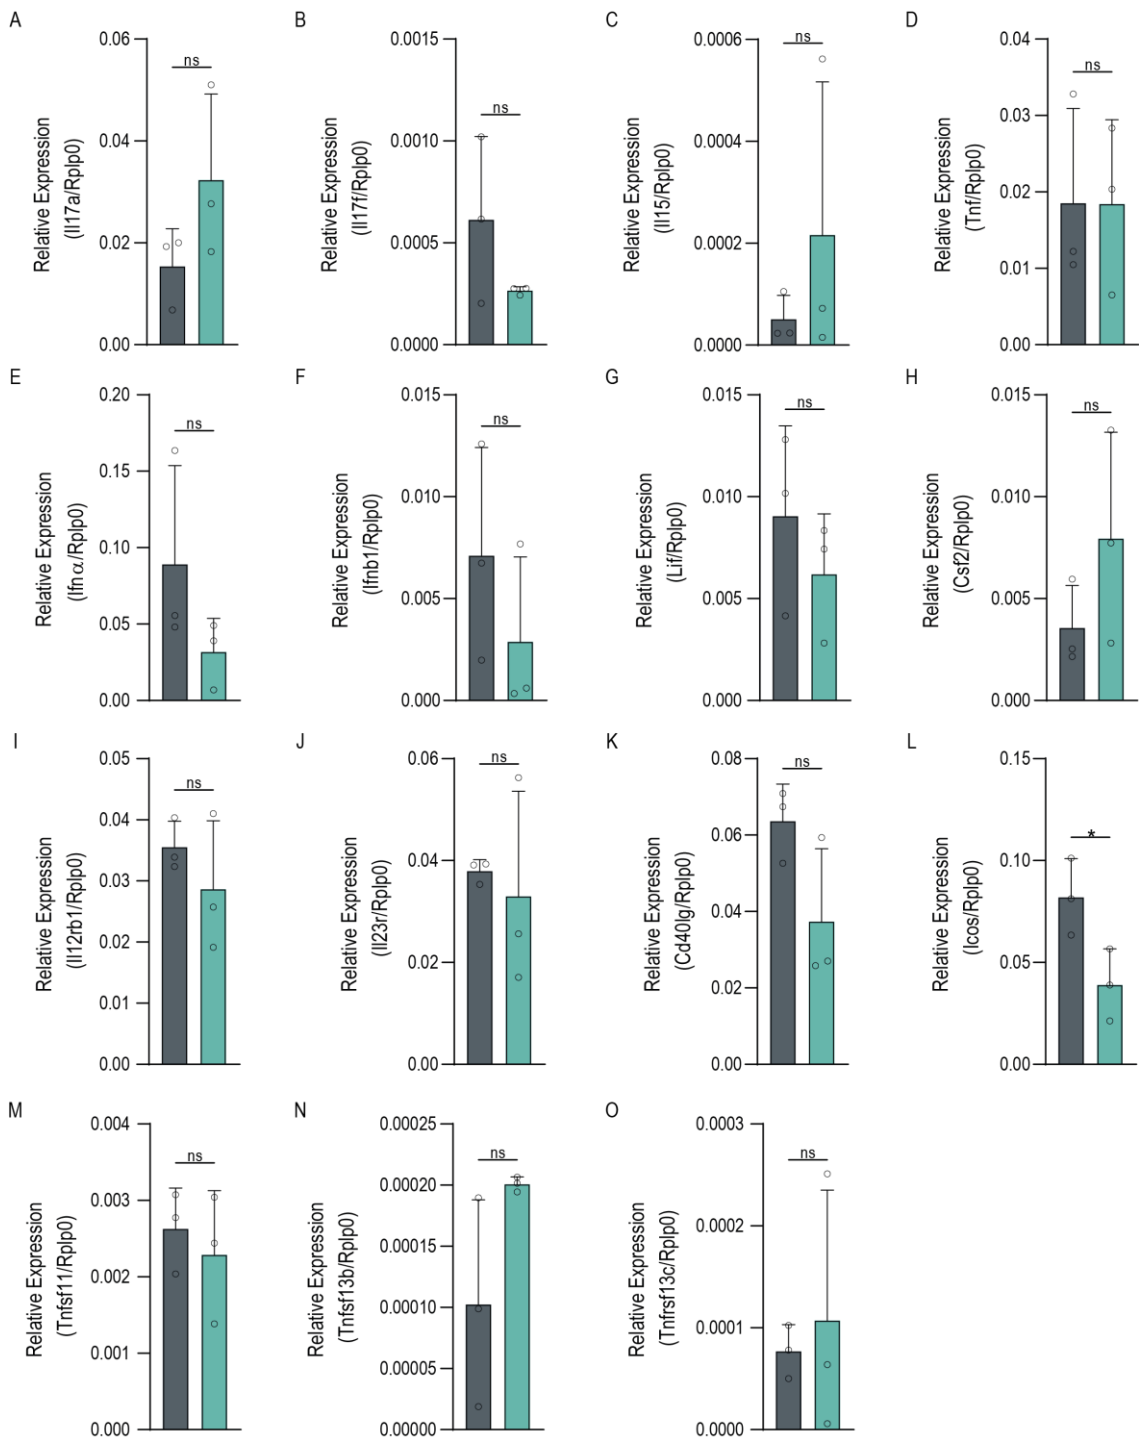 A
Relative Expression
(Il17a/Rplp0)
0.06
0.04
0.02
0.00
ns
B
Relative Expression
(Il17f/Rplp0)
0.0015
0.0010
0.0005
0.0000
ns
C
Relative Expression
(Il15/Rplp0)
0.0006
0.0004
0.0002
0.0000
ns
D
Relative Expression
(Tnf/Rplp0)
0.04
0.03
0.02
0.01
0.00
ns
E
Relative Expression
(Ifnα/Rplp0)
0.20
0.15
0.10
0.05
0.00
ns
F
Relative Expression
(Ifnb1/Rplp0)
0.015
0.010
0.005
0.000
ns
G
Relative Expression
(Lif/Rplp0)
0.015
0.010
0.005
0.000
ns
H
Relative Expression
(Csf2/Rplp0)
0.015
0.010
0.005
0.000
ns
I
Relative Expression
(Il12rb1/Rplp0)
0.05
0.04
0.03
0.02
0.01
0.00
ns
J
Relative Expression
(Il23r/Rplp0)
0.06
0.04
0.02
0.00
ns
K
Relative Expression
(Cd40lg/Rplp0)
0.08
0.06
0.04
0.02
0.00
ns
L
Relative Expression
(Icos/Rplp0)
0.15
0.10
0.05
0.00
*
M
Relative Expression
(Tnfsf11/Rplp0)
0.004
0.003
0.002
0.001
0.000
ns
N
Relative Expression
(Tnfsf13b/Rplp0)
0.00025
0.00020
0.00015
0.00010
0.00005
0.00000
ns
O
Relative Expression
(Tnfrsf13c/Rplp0)
0.0003
0.0002
0.0001
0.0000
ns